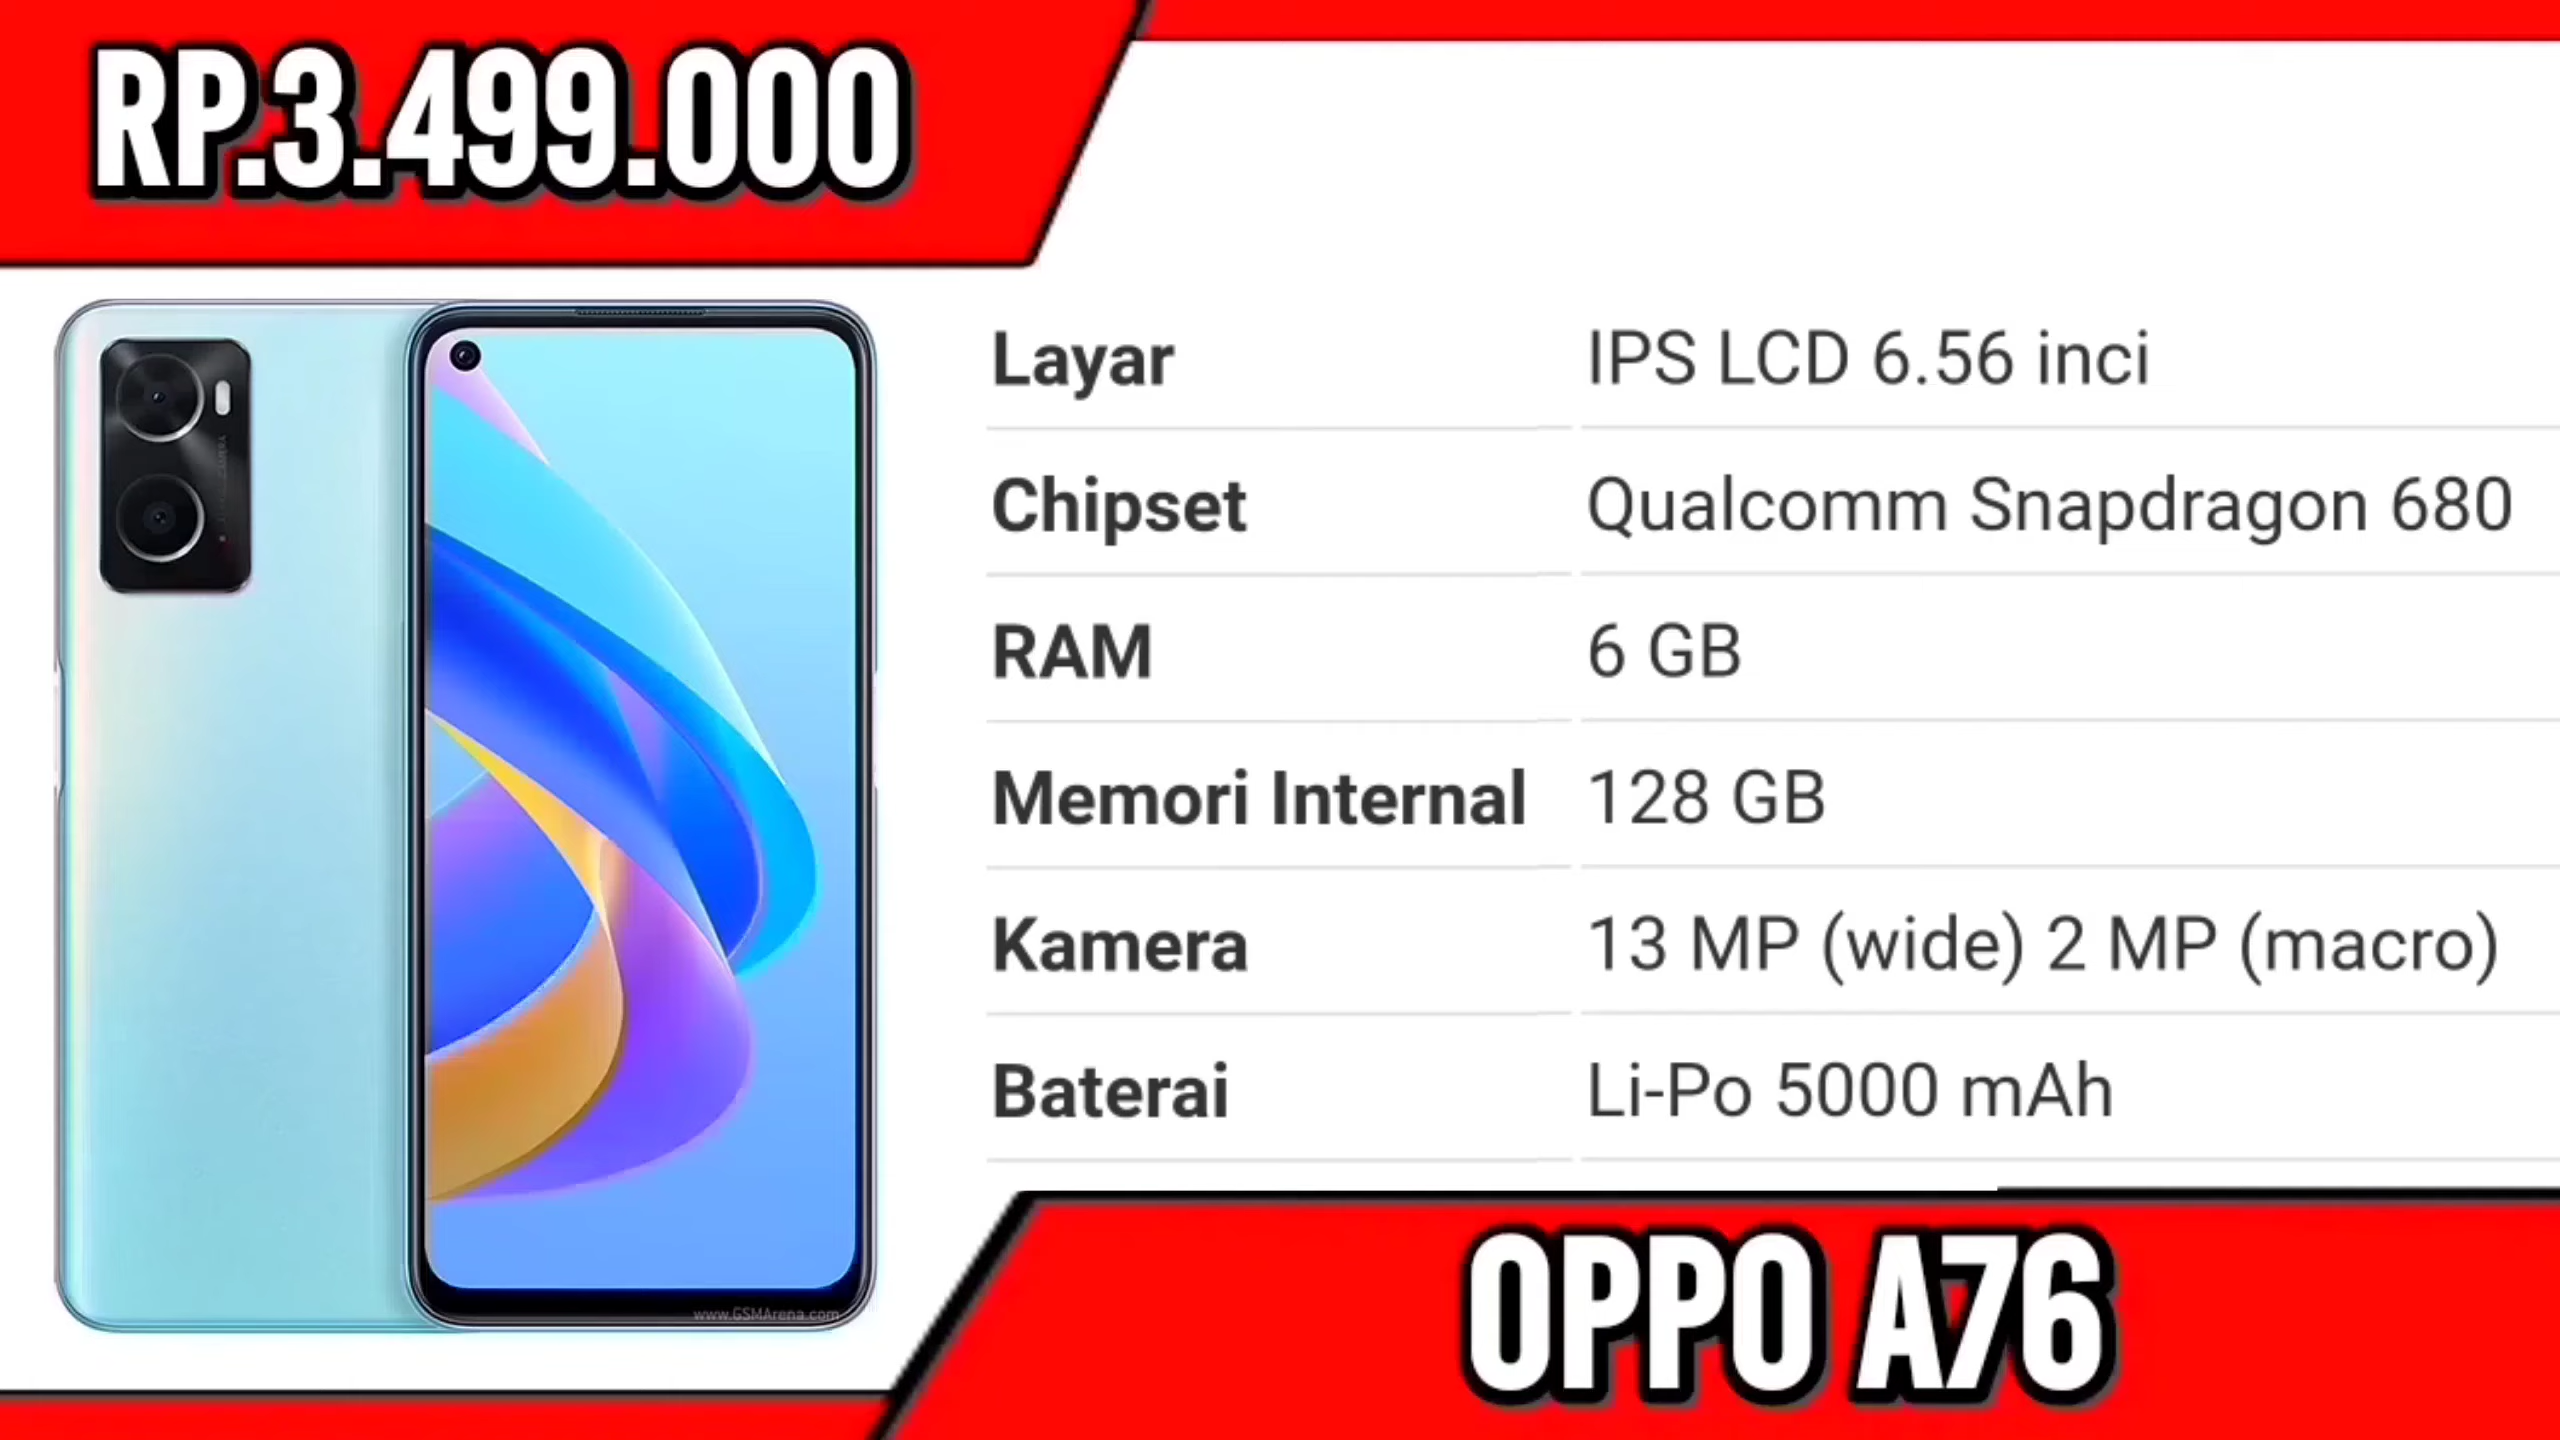 RP.3.499.000
Layar IPS LCD 6.56 inci
Chipset Qualcomm Snapdragon 680
RAM 6 GB
Memori Internal 128 GB
Kamera 13 MP (wide) 2 MP (macro)
Baterai Li-Po 5000 mAh
www.GSMArena.com
OPPO A76